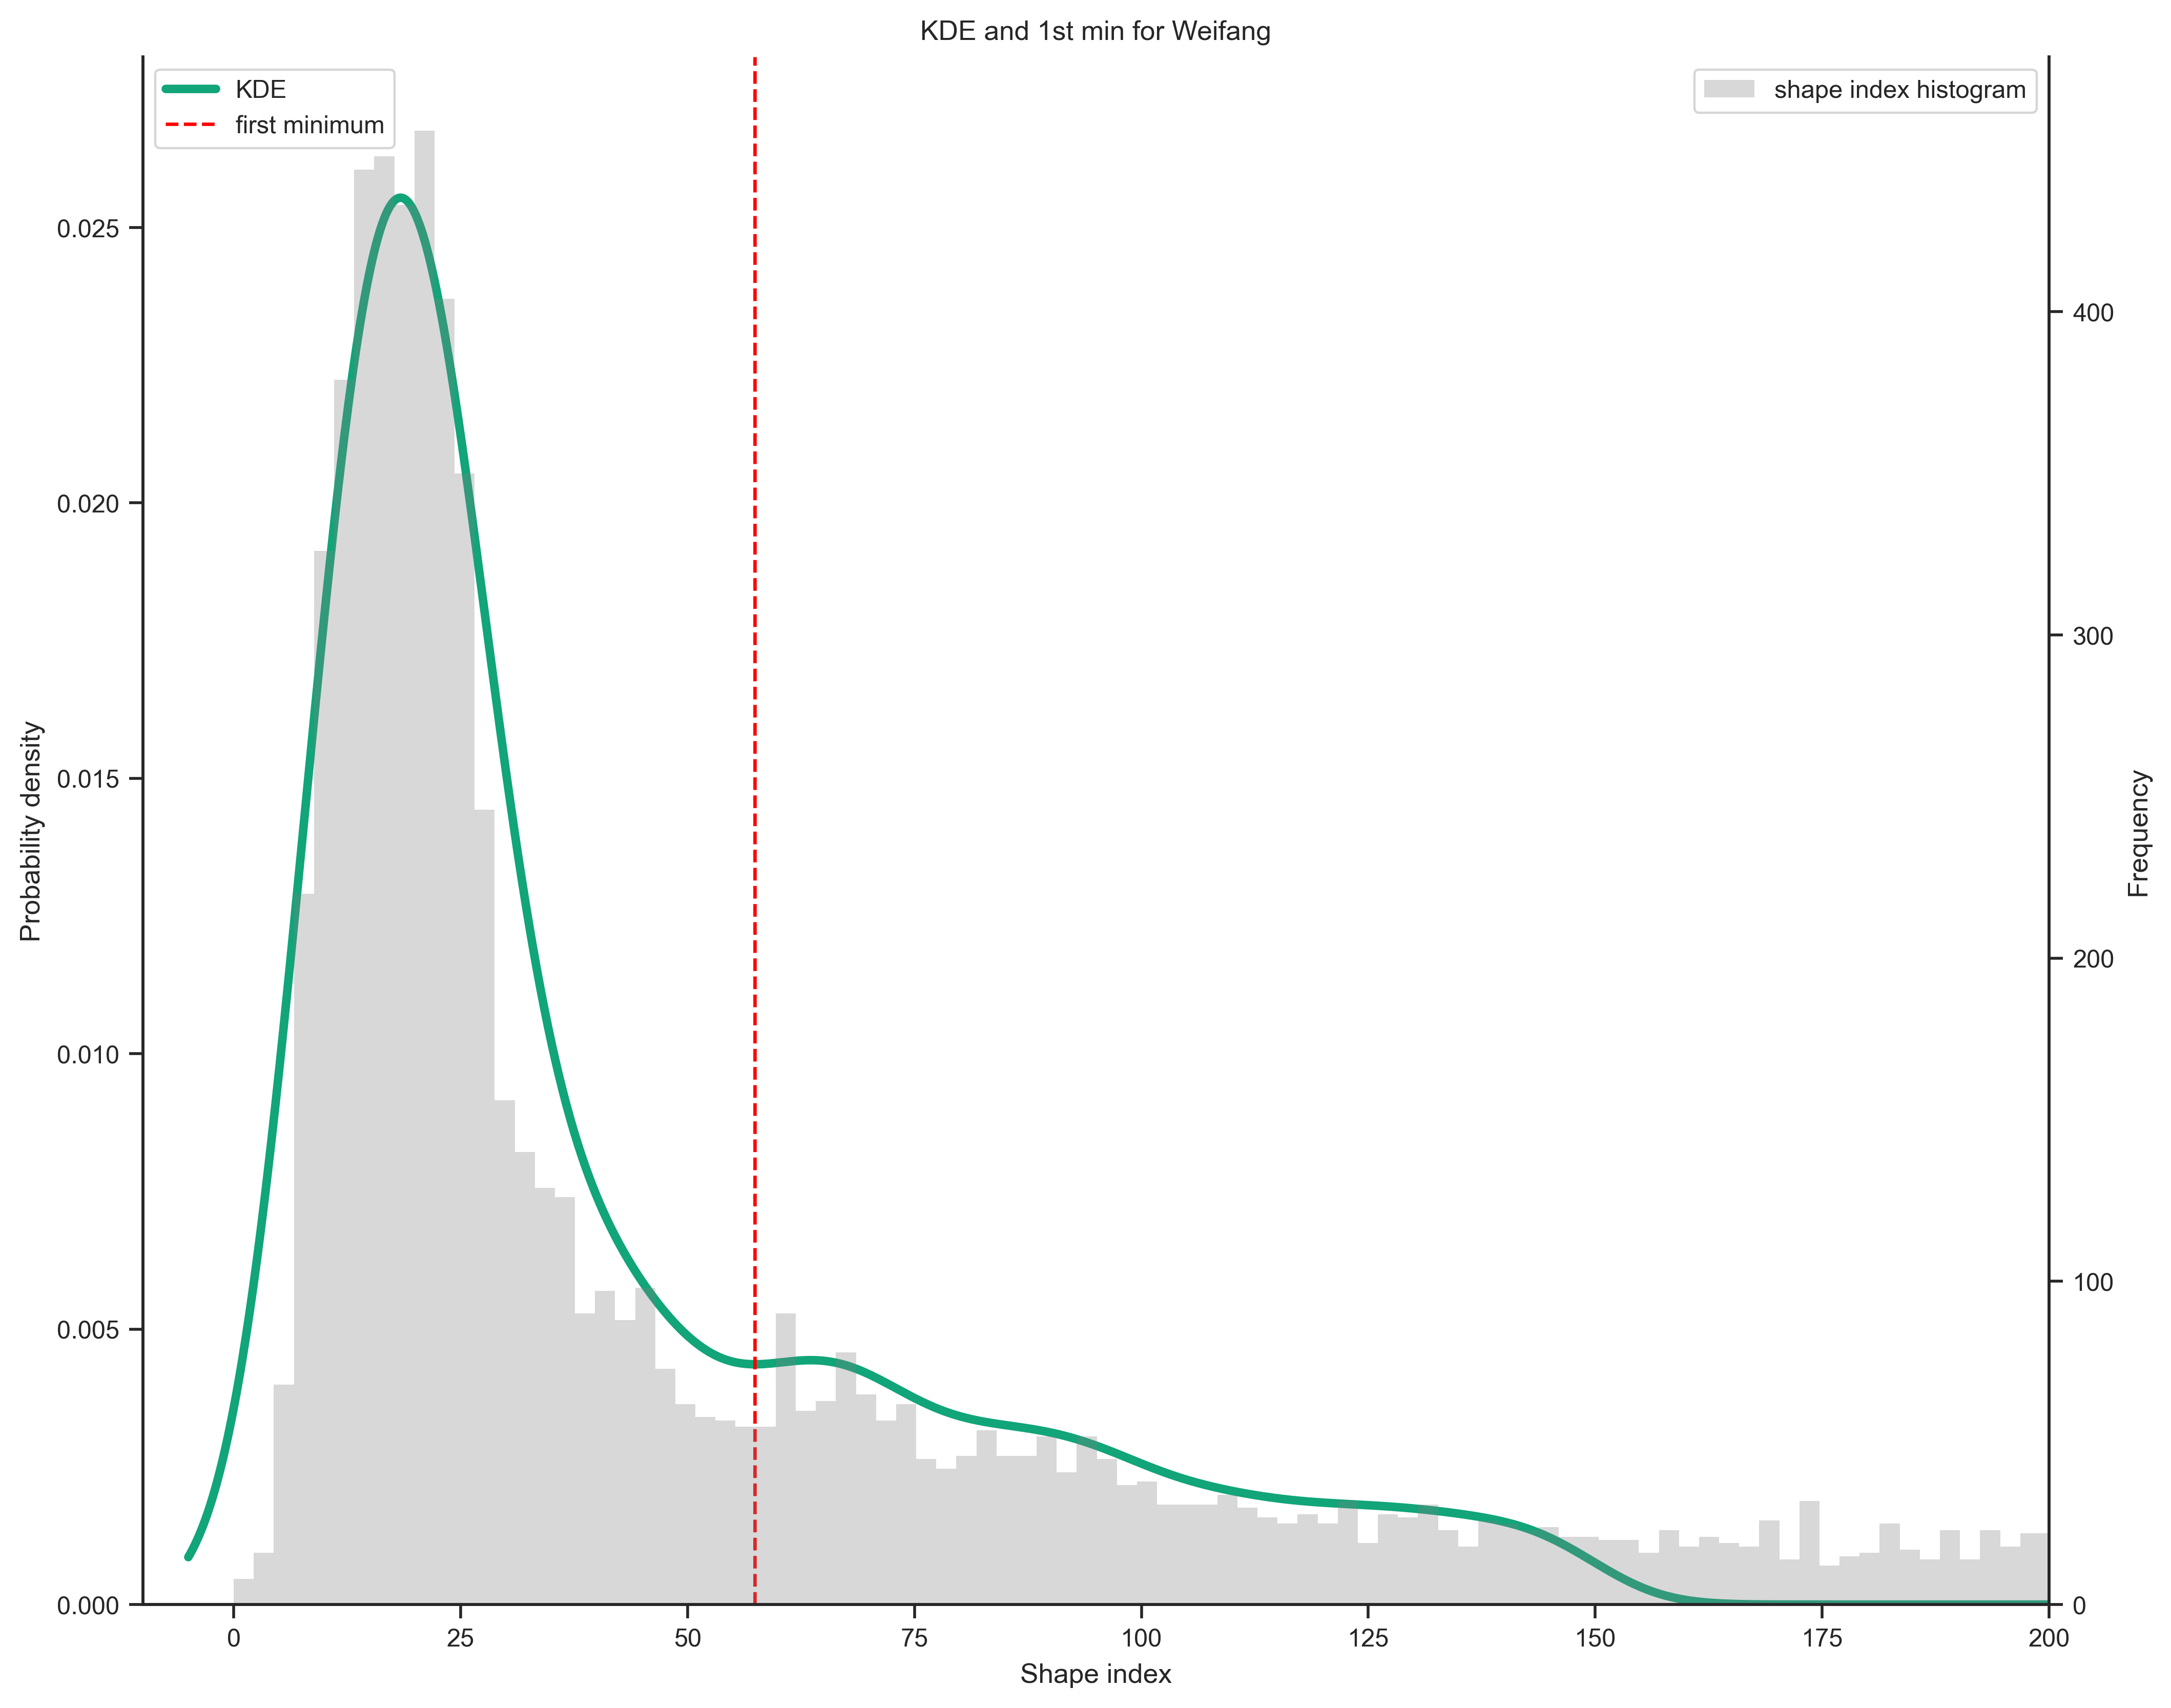 KDE and 1st min for Weifang
KDE
first minimum
shape index histogram
Probability density
0.025
0.020
0.015
0.010
0.005
0.000
Frequency
400
300
200
100
0
0 25 50 75 100 125 150 175 200
Shape index